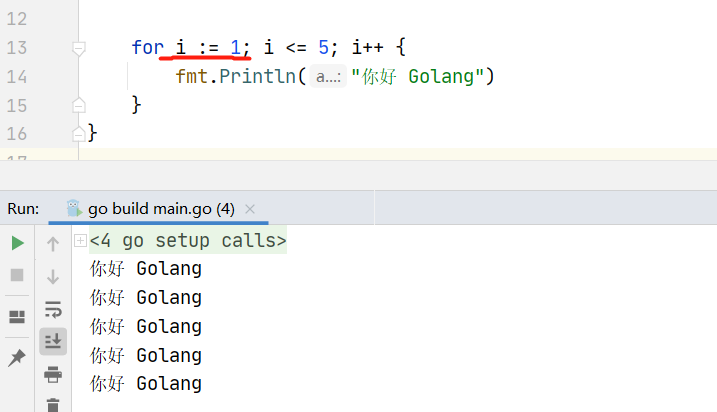 12
13 for i := 1; i <= 5; i++ {
14 fmt.Println( a...: "你好 Golang")
15 }
16 }
17
Run: go build main.go (4)
<4 go setup calls>
你好 Golang
你好 Golang
你好 Golang
你好 Golang
你好 Golang